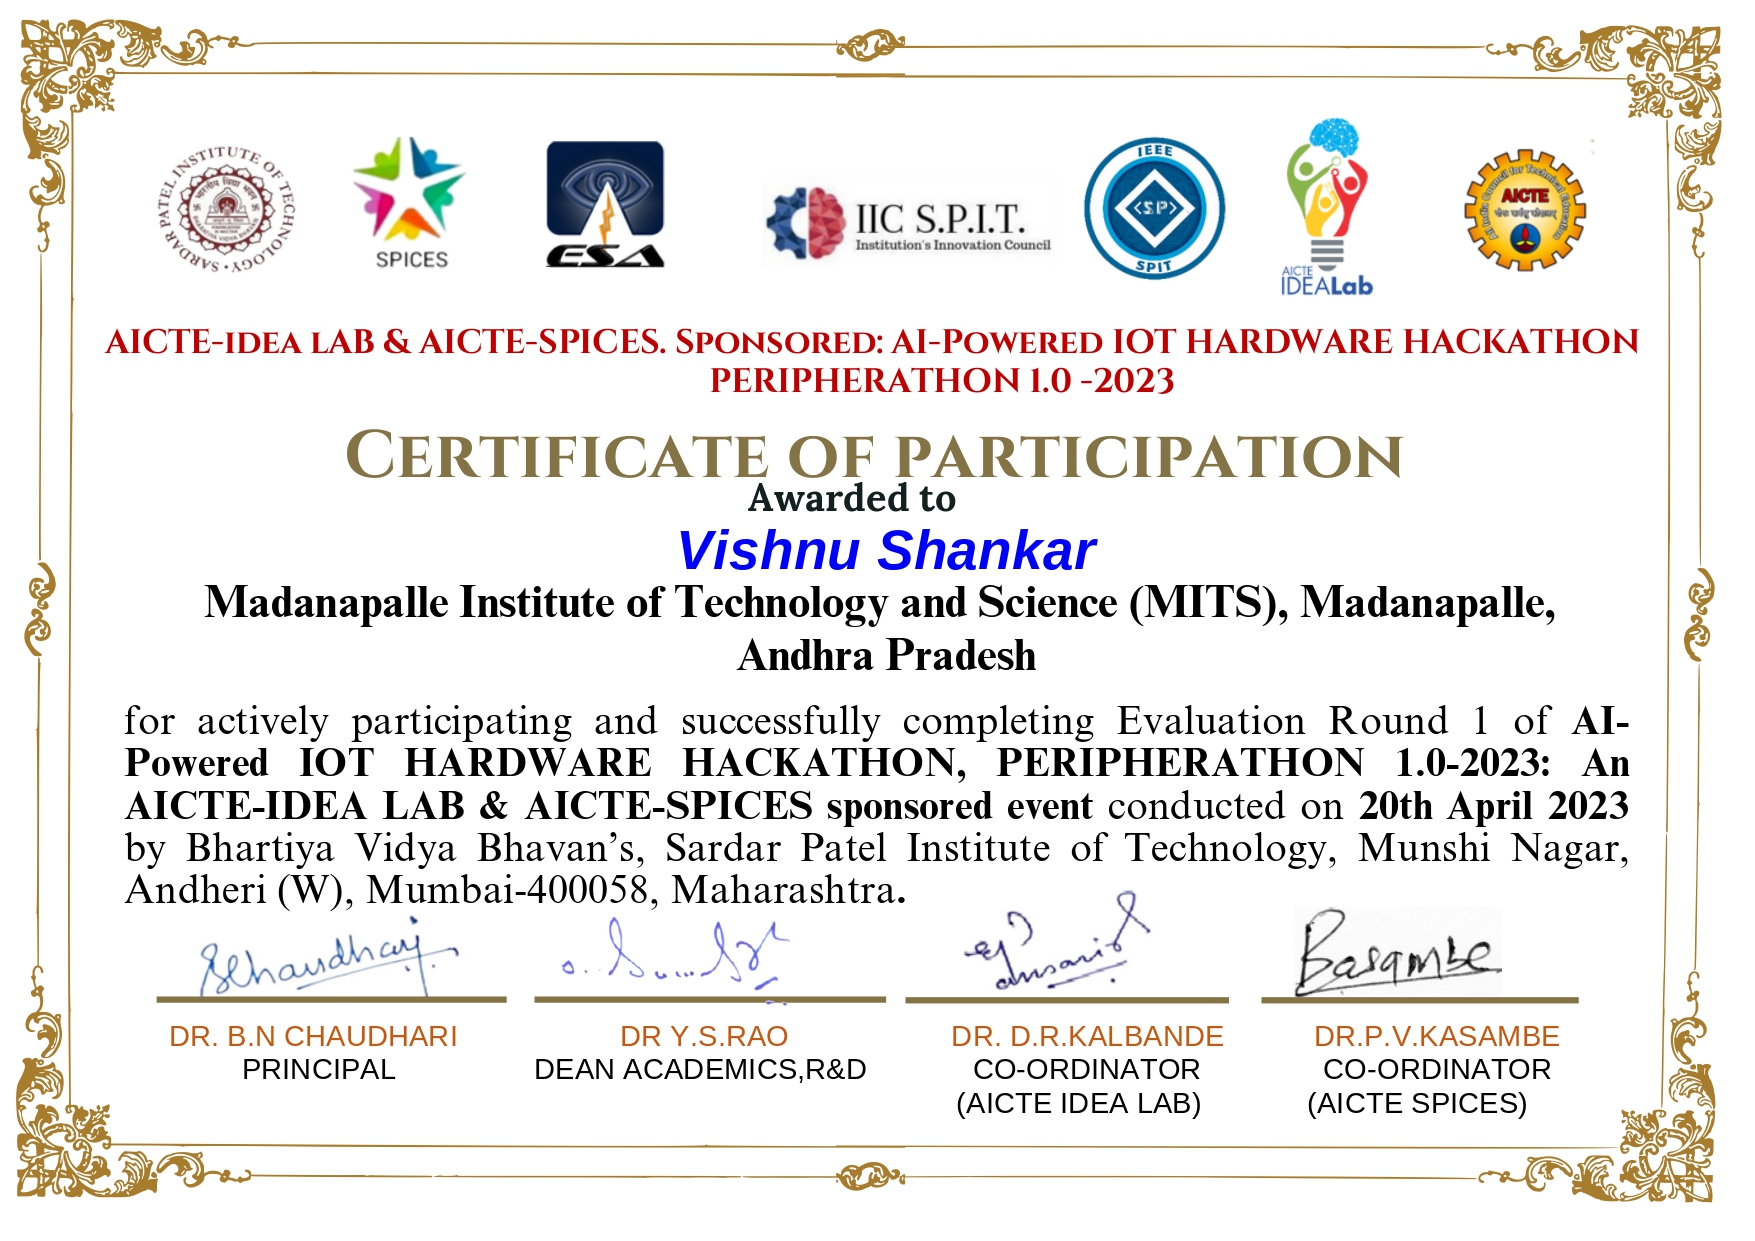 SARDAR PATEL INSTITUTE OF TECHNOLOGY
SPICES
ESA
IIC S.P.I.T.
Institution's Innovation Council
IEEE
<SP>
SPIT
AICTE
IDEALab
All India Council for Technical Education
AICTE
AICTE-IDEA LAB & AICTE-SPICES. SPONSORED: AI-POWERED IOT HARDWARE HACKATHON
PERIPHERATHON 1.0 -2023
CERTIFICATE OF PARTICIPATION
Awarded to
Vishnu Shankar
Madanapalle Institute of Technology and Science (MITS), Madanapalle,
Andhra Pradesh
for actively participating and successfully completing Evaluation Round 1 of AI-
Powered IOT HARDWARE HACKATHON, PERIPHERATHON 1.0-2023: An
AICTE-IDEA LAB & AICTE-SPICES sponsored event conducted on 20th April 2023
by Bhartiya Vidya Bhavan’s, Sardar Patel Institute of Technology, Munshi Nagar,
Andheri (W), Mumbai-400058, Maharashtra.
DR. B.N CHAUDHARI
PRINCIPAL
DR Y.S.RAO
DEAN ACADEMICS,R&D
DR. D.R.KALBANDE
CO-ORDINATOR
(AICTE IDEA LAB)
DR.P.V.KASAMBE
CO-ORDINATOR
(AICTE SPICES)